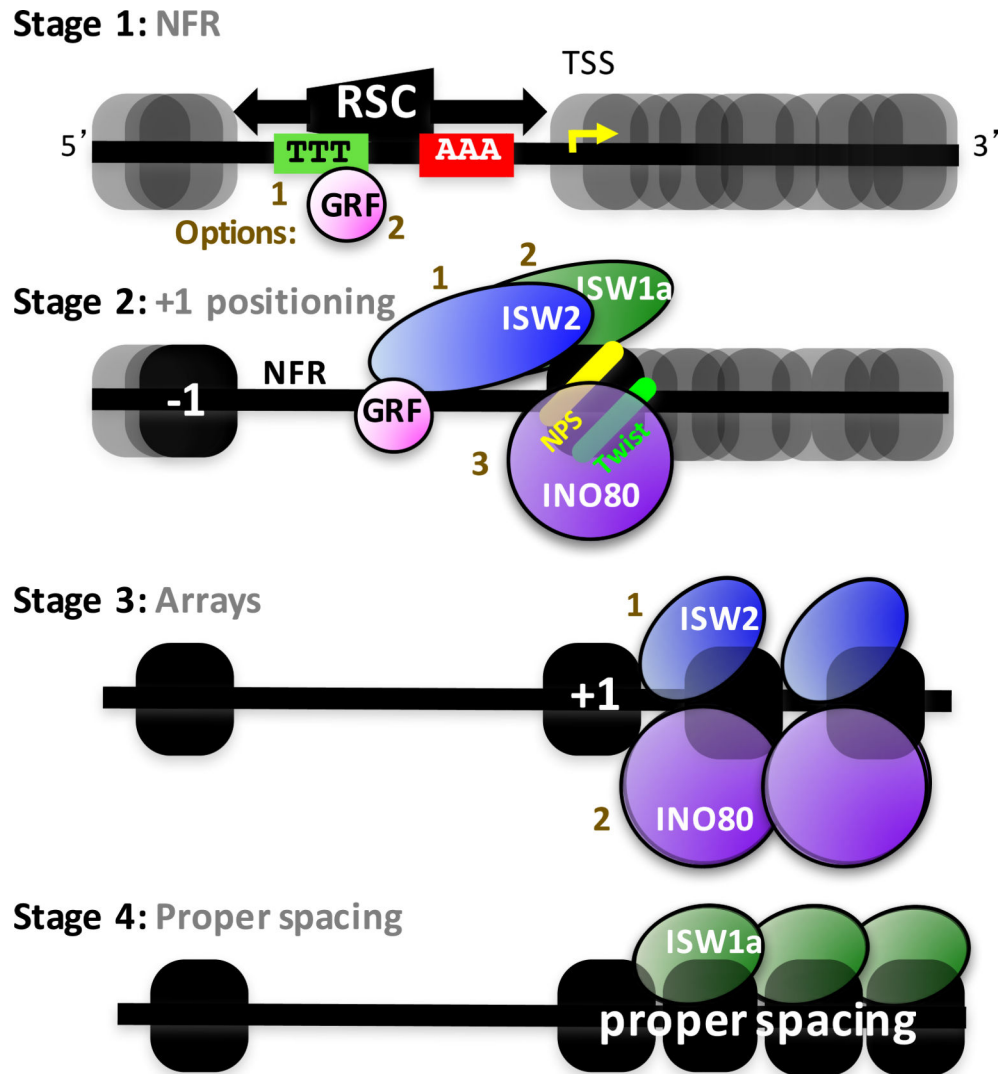 Stage 1: NFR
TSS
RSC
5’
3’
TTT
AAA
1
GRF
2
Options:
Stage 2: +1 positioning
1
2
ISW1a
ISW2
NFR
-1
GRF
NPS
Twist
3
INO80
Stage 3: Arrays
1
ISW2
+1
2
INO80
Stage 4: Proper spacing
ISW1a
proper spacing